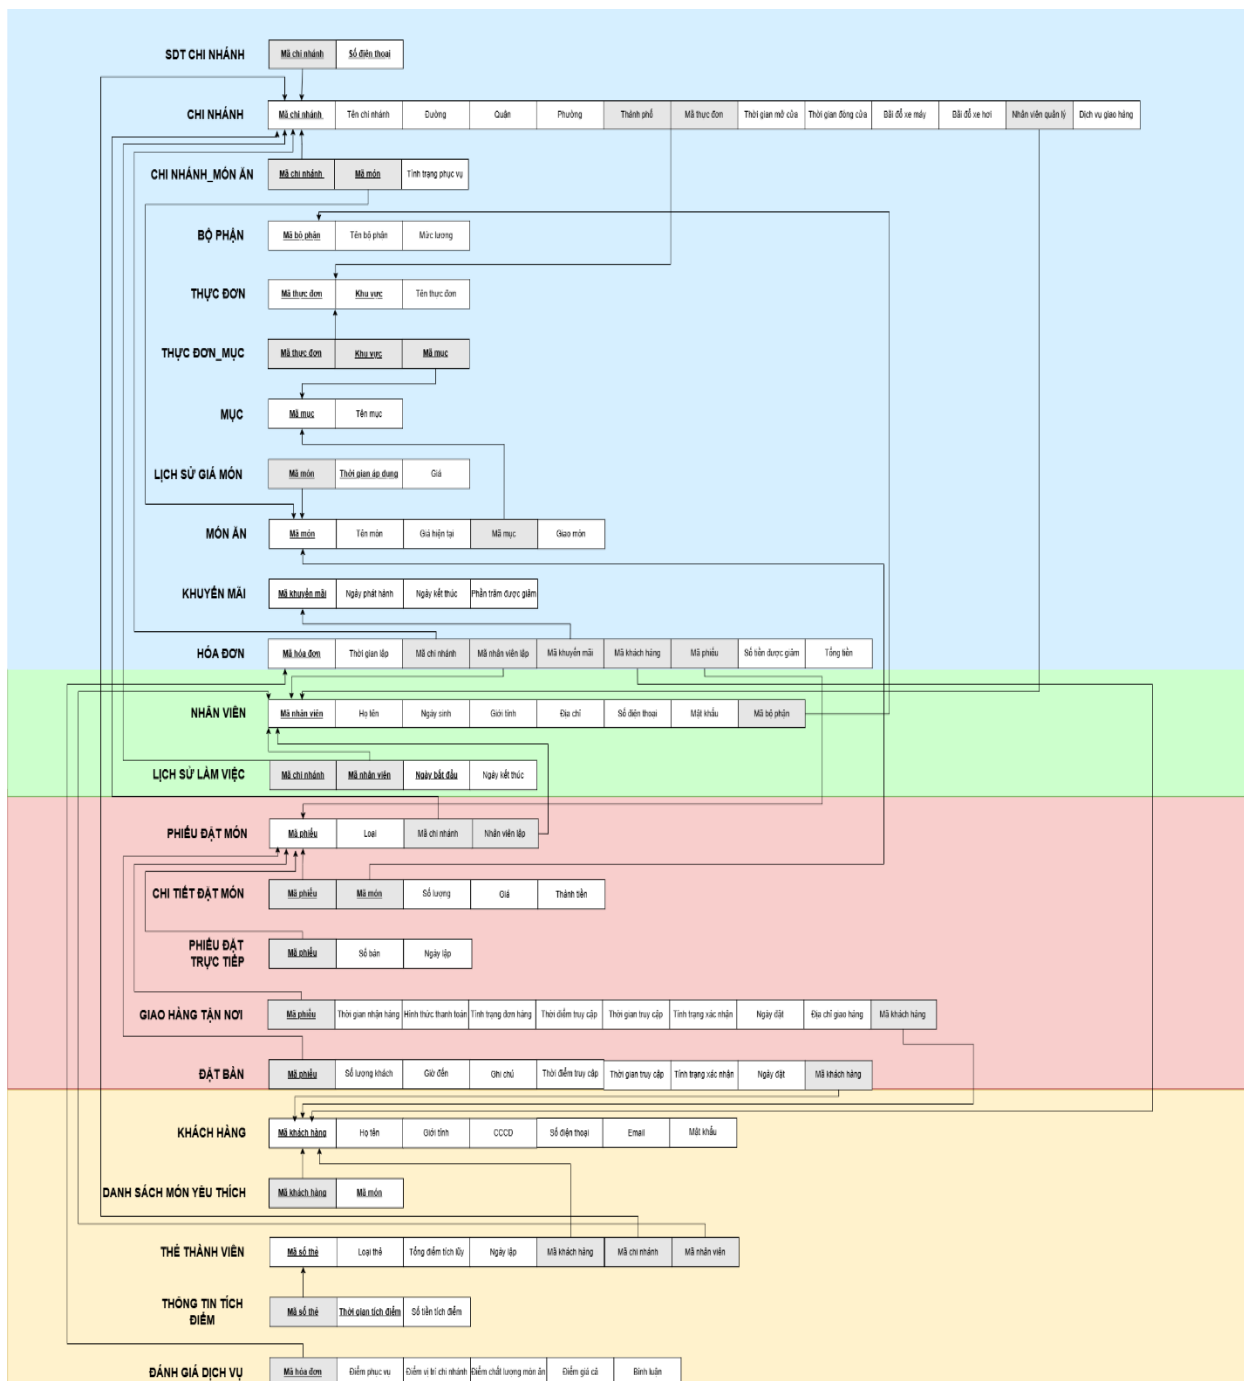 SDT CHI NHÁNH
Mã chi nhánh Số điện thoại
CHI NHÁNH
Mã chi nhánh Tên chi nhánh Đường Quận Phường Thành phố Mã thực đơn Thời gian mở cửa Thời gian đóng cửa Bãi đỗ xe máy Bãi đỗ xe hơi Nhân viên quản lý Dịch vụ giao hàng
CHI NHÁNH_MÓN ĂN
Mã chi nhánh Mã món Tình trạng phục vụ
BỘ PHẬN
Mã bộ phận Tên bộ phận Mức lương
THỰC ĐƠN
Mã thực đơn Khu vực Tên thực đơn
THỰC ĐƠN_MỤC
Mã thực đơn Khu vực Mã mục
MỤC
Mã mục Tên mục
LỊCH SỬ GIÁ MÓN
Mã món Thời gian áp dụng Giá
MÓN ĂN
Mã món Tên món Giá hiện tại Mã mục Giao món
KHUYẾN MÃI
Mã khuyến mãi Ngày phát hành Ngày kết thúc Phần trăm được giảm
HÓA ĐƠN
Mã hóa đơn Thời gian lập Mã chi nhánh Mã nhân viên lập Mã khuyến mãi Mã khách hàng Mã phiếu Số tiền được giảm Tổng tiền
NHÂN VIÊN
Mã nhân viên Họ tên Ngày sinh Giới tính Địa chỉ Số điện thoại Mật khẩu Mã bộ phận
LỊCH SỬ LÀM VIỆC
Mã chi nhánh Mã nhân viên Ngày bắt đầu Ngày kết thúc
PHIẾU ĐẶT MÓN
Mã phiếu Loại Mã chi nhánh Nhân viên lập
CHI TIẾT ĐẶT MÓN
Mã phiếu Mã món Số lượng Giá Thành tiền
PHIẾU ĐẶT
TRỰC TIẾP
Mã phiếu Số bàn Ngày lập
GIAO HÀNG TẬN NƠI
Mã phiếu Thời gian nhận hàng Hình thức thanh toán Tình trạng đơn hàng Thời điểm truy cập Thời gian truy cập Tình trạng xác nhận Ngày đặt Địa chỉ giao hàng Mã khách hàng
ĐẶT BÀN
Mã phiếu Số lượng khách Giờ đến Ghi chú Thời điểm truy cập Thời gian truy cập Tình trạng xác nhận Ngày đặt Mã khách hàng
KHÁCH HÀNG
Mã khách hàng Họ tên Giới tính CCCD Số điện thoại Email Mật khẩu
DANH SÁCH MÓN YÊU THÍCH
Mã khách hàng Mã món
THẺ THÀNH VIÊN
Mã số thẻ Loại thẻ Tổng điểm tích lũy Ngày lập Mã khách hàng Mã chi nhánh Mã nhân viên
THÔNG TIN TÍCH
ĐIỂM
Mã số thẻ Thời gian tích điểm Số tiền tích điểm
ĐÁNH GIÁ DỊCH VỤ
Mã hóa đơn Điểm phục vụ Điểm vị trí chi nhánh Điểm chất lượng món ăn Điểm giá cả Bình luận